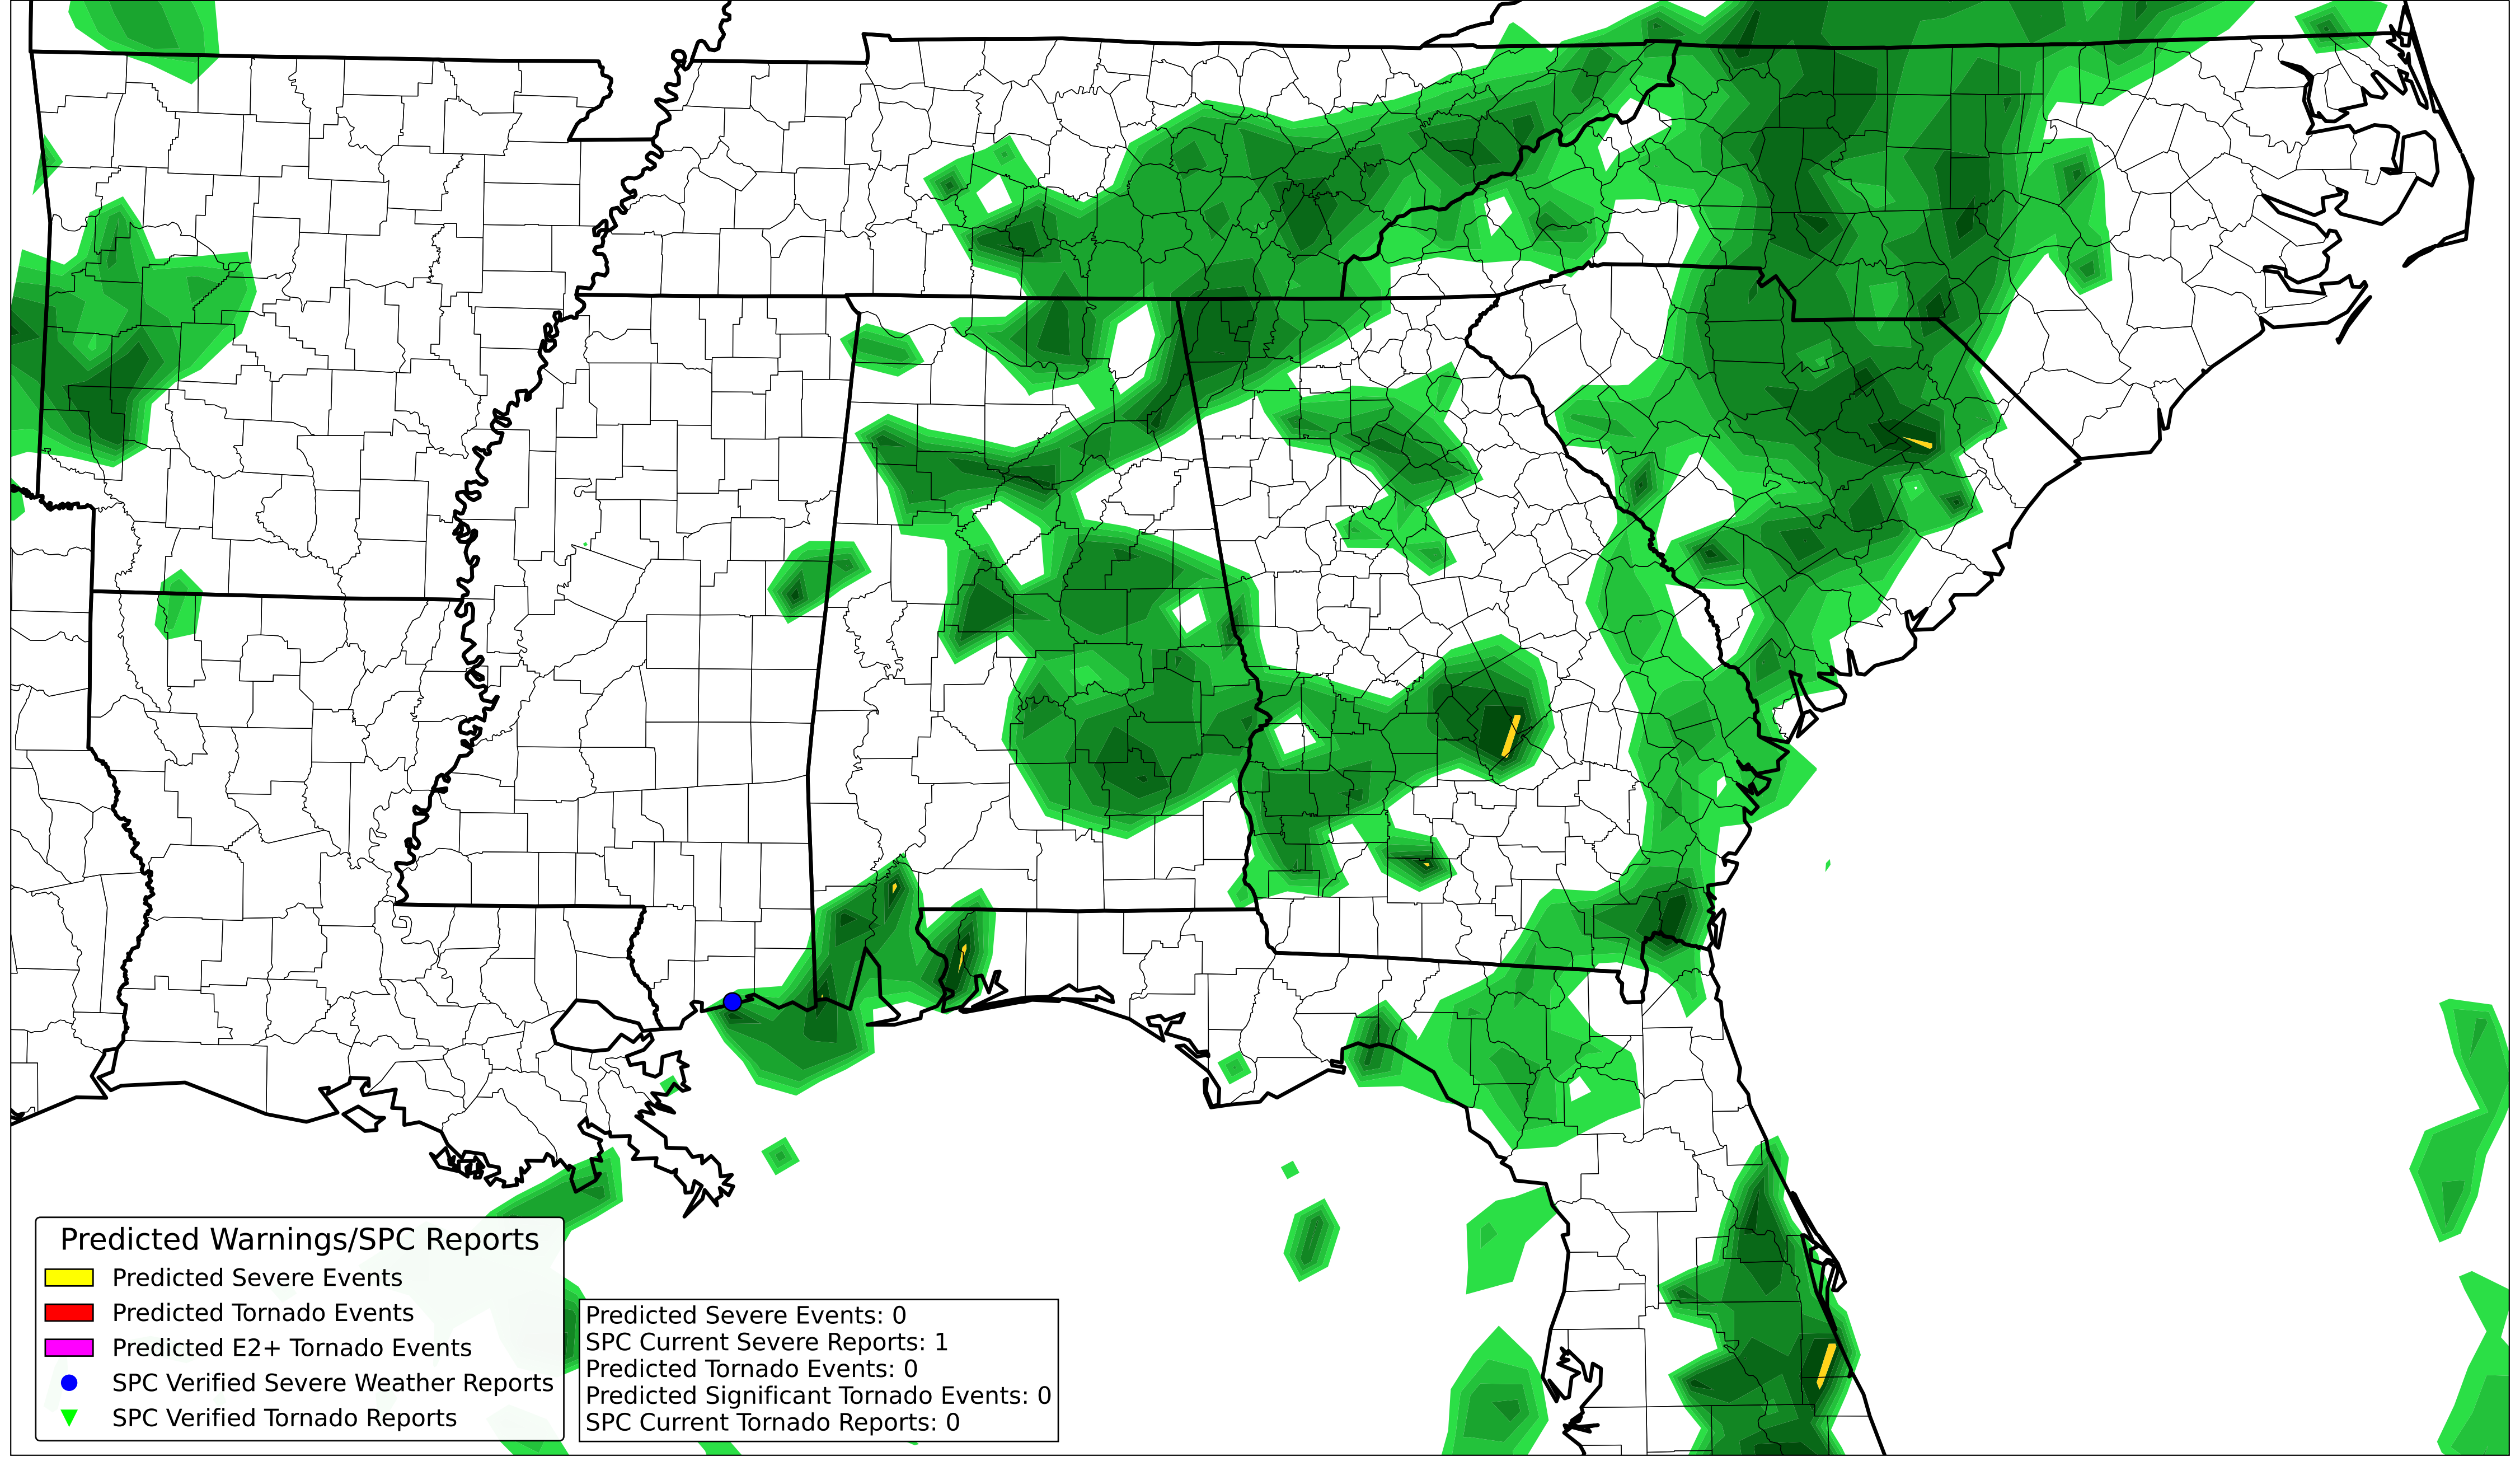 Predicted Warnings/SPC Reports
Predicted Severe Events
Predicted Tornado Events
Predicted E2+ Tornado Events
SPC Verified Severe Weather Reports
SPC Verified Tornado Reports
Predicted Severe Events: 0
SPC Current Severe Reports: 1
Predicted Tornado Events: 0
Predicted Significant Tornado Events: 0
SPC Current Tornado Reports: 0